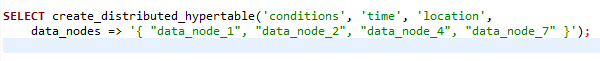 SELECT create_distributed_hypertable('conditions', 'time', 'location',
    data_nodes => '{ "data_node_1", "data_node_2", "data_node_4", "data_node_7" }');